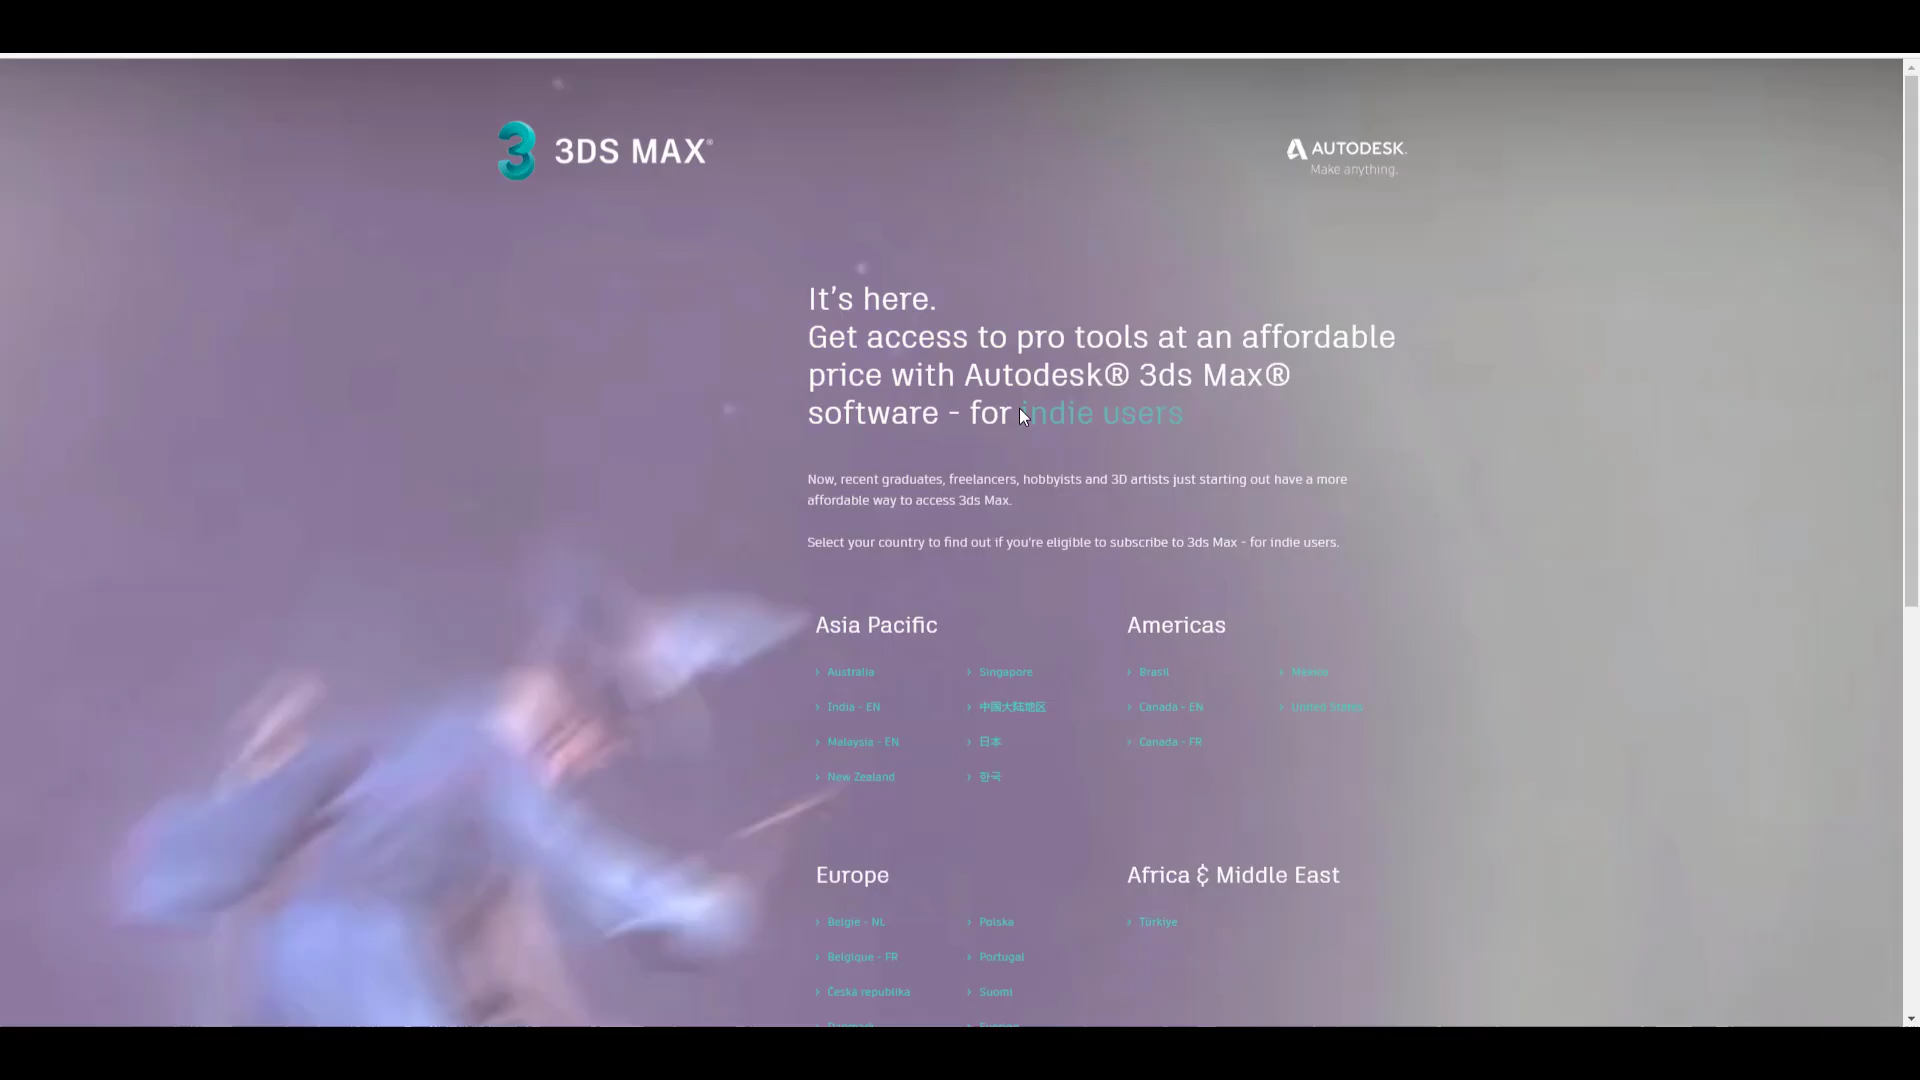 3DS MAX®
AUTODESK.
Make anything.
It's here.
Get access to pro tools at an affordable
price with Autodesk® 3ds Max®
software - for indie users
Now, recent graduates, freelancers, hobbyists and 3D artists just starting out have a more
affordable way to access 3ds Max.
Select your country to find out if you're eligible to subscribe to 3ds Max - for indie users.
Asia Pacific
Australia
India - EN
Malaysia - EN
New Zealand
Singapore
中国大陆地区
日本
한국
Americas
Brasil
Canada - EN
Canada - FR
Mexico
United States
Europe
België - NL
Belgique - FR
Česká republika
Danmark
Polska
Portugal
Suomi
Africa & Middle East
Türkiye